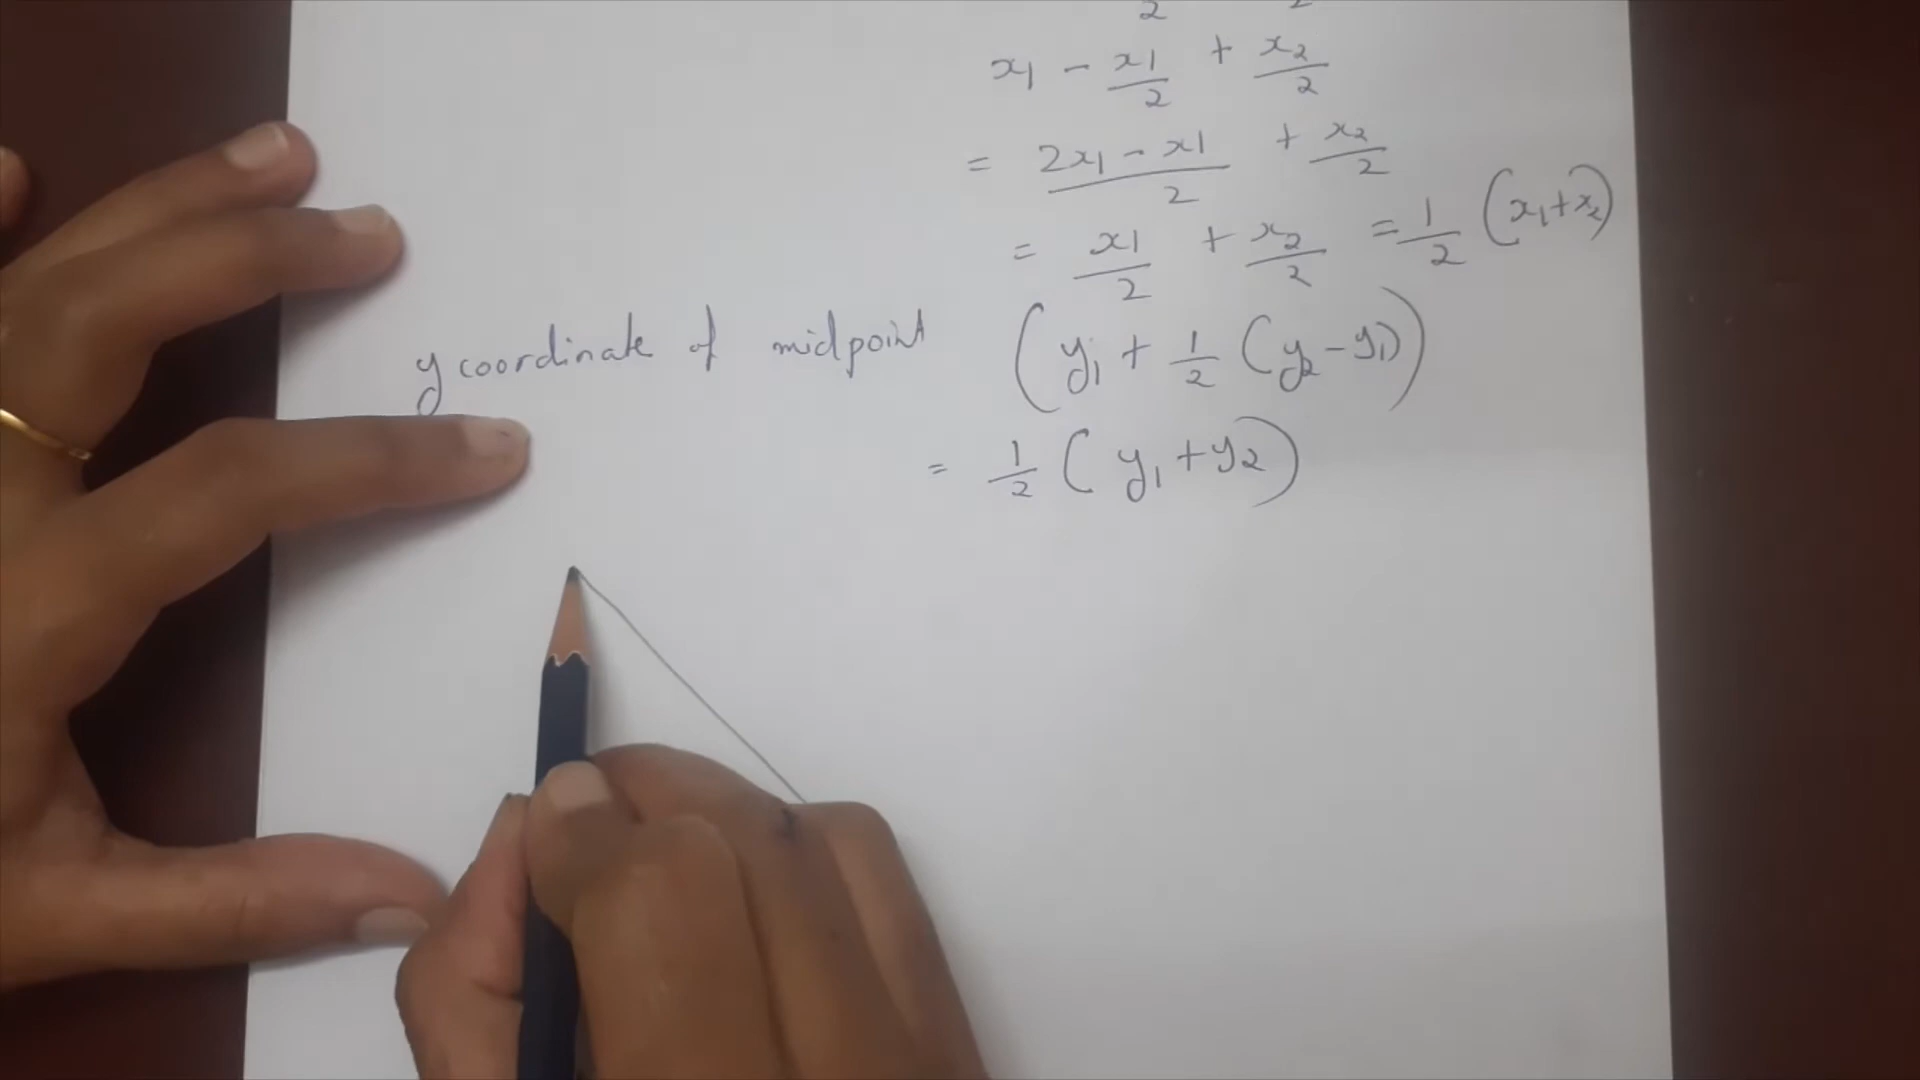 x1 - x1/2 + x2/2
= 2x1 - x1/2 + x2/2
= x1/2 + x2/2 = 1/2 (x1+x2)
y coordinate of midpoint (y1 + 1/2 (y2 - y1))
= 1/2 (y1 + y2)